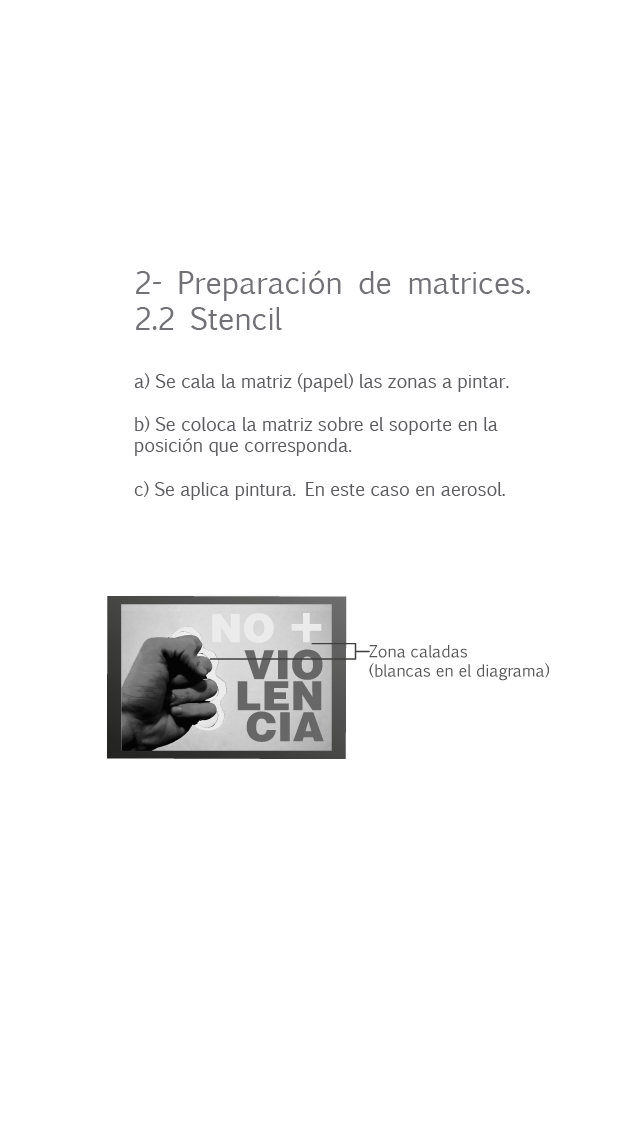 2- Preparación de matrices.
2.2 Stencil
a) Se cala la matriz (papel) las zonas a pintar.
b) Se coloca la matriz sobre el soporte en la
posición que corresponda.
c) Se aplica pintura. En este caso en aerosol.
NO +
VIO
LEN
CIA
Zona caladas
(blancas en el diagrama)